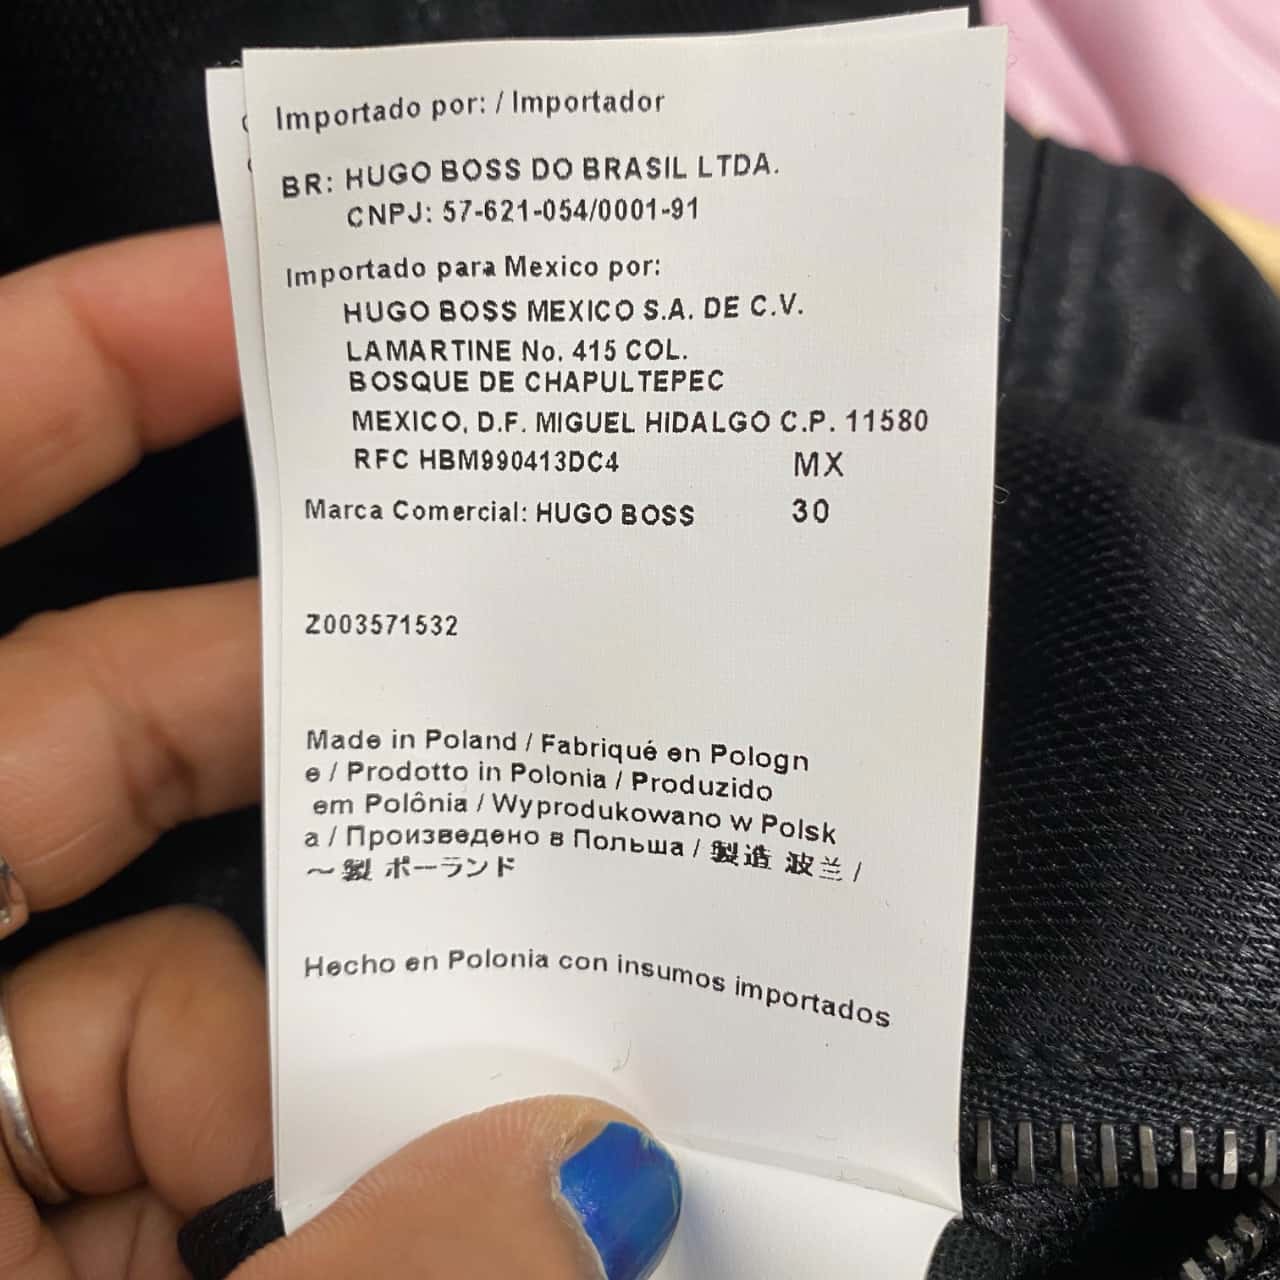 Importado por: / Importador
BR: HUGO BOSS DO BRASIL LTDA.
CNPJ: 57-621-054/0001-91
Importado para Mexico por:
HUGO BOSS MEXICO S.A. DE C.V.
LAMARTINE No. 415 COL.
BOSQUE DE CHAPULTEPEC
MEXICO, D.F. MIGUEL HIDALGO C.P. 11580
RFC HBM990413DC4 MX
Marca Comercial: HUGO BOSS 30
Z003571532
Made in Poland / Fabriqué en Pologn
e / Prodotto in Polonia / Produzido
em Polônia / Wyprodukowano w Polsk
a / Произведено в Польша / 製造 波兰 /
～製 ポーランド
Hecho en Polonia con insumos importados